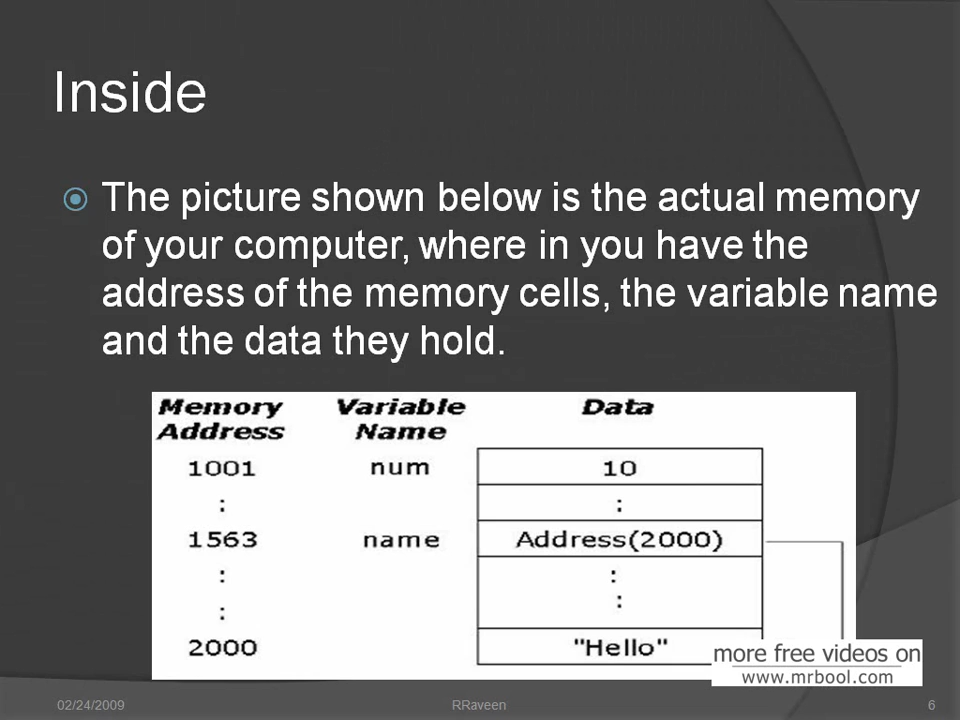 Inside
The picture shown below is the actual memory
of your computer, where in you have the
address of the memory cells, the variable name
and the data they hold.
Memory Address Variable Name Data
1001 num 10
: :
1563 name Address(2000)
: :
: :
2000 "Hello"
more free videos on
www.mrbool.com
02/24/2009 RRaveen 6